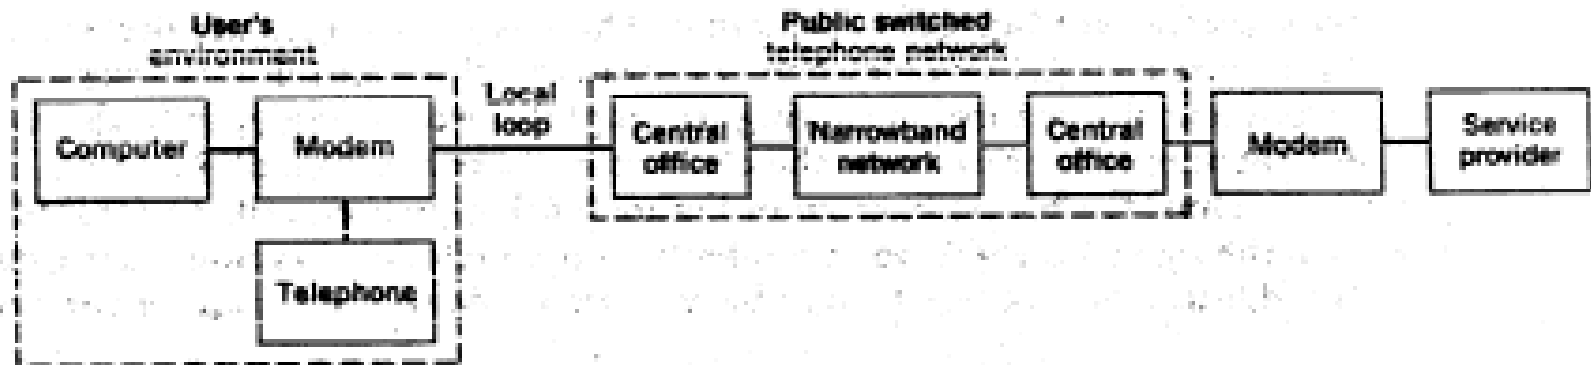 User's
environment
Public switched
telephone network
Local
loop
Computer
Modem
Central
office
Narrowband
network
Central
office
Modem
Service
provider
Telephone